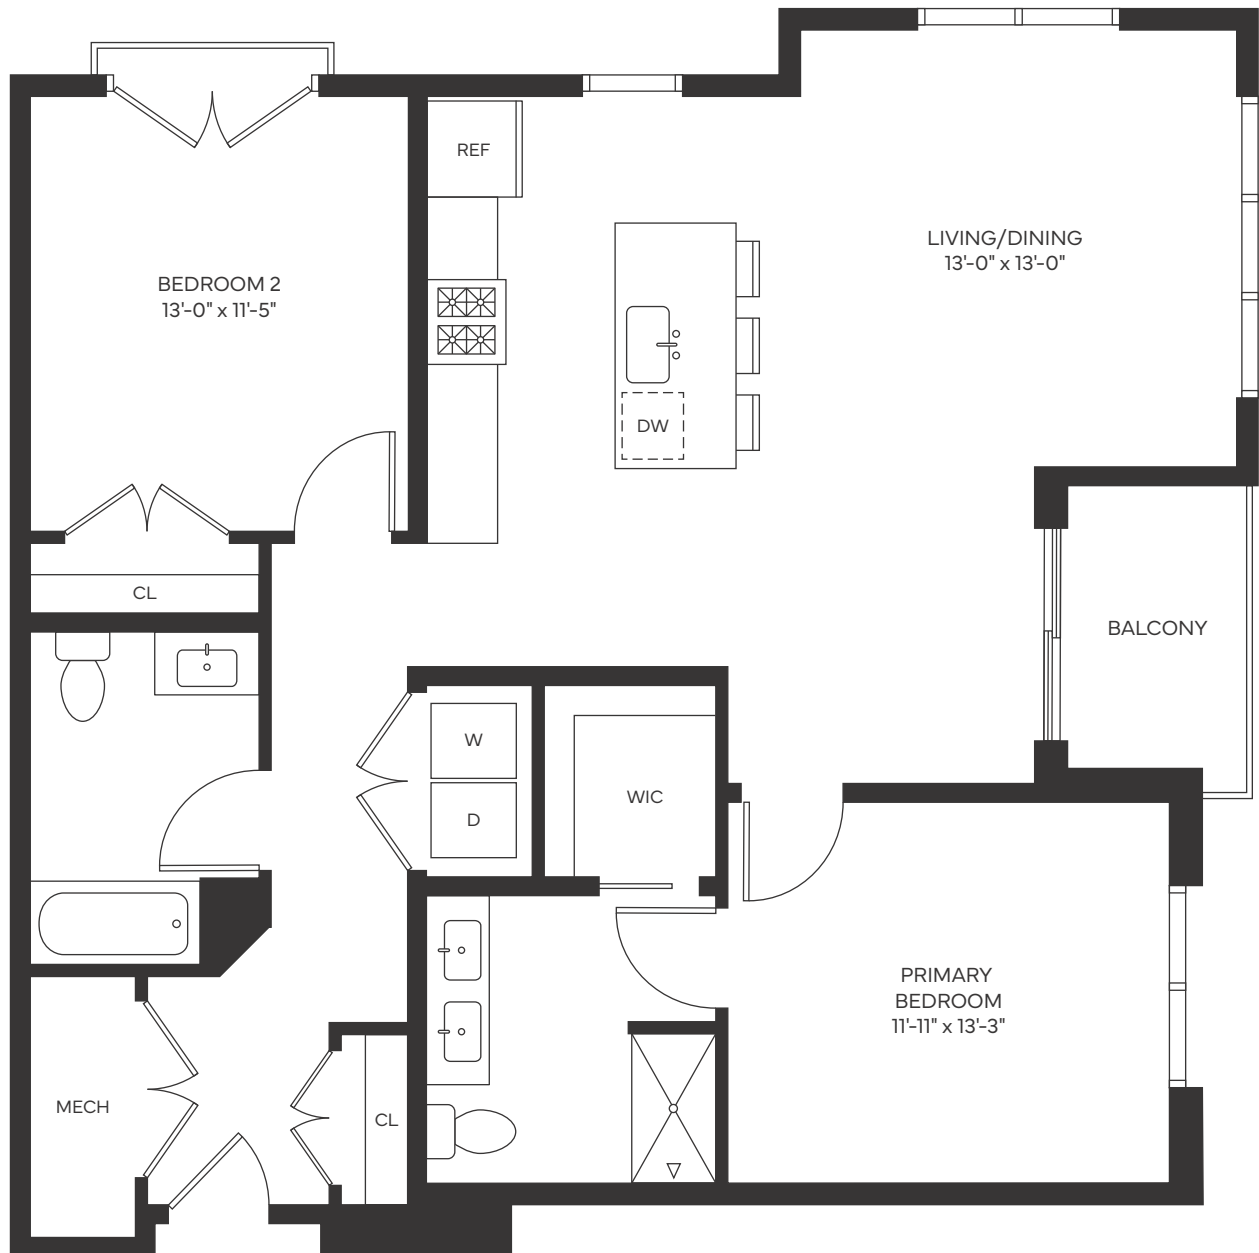 REF
LIVING/DINING
13'-0" x 13'-0"
BEDROOM 2
13'-0" x 11'-5"
DW
CL
BALCONY
W
D
WIC
PRIMARY
BEDROOM
11'-11" x 13'-3"
MECH
CL